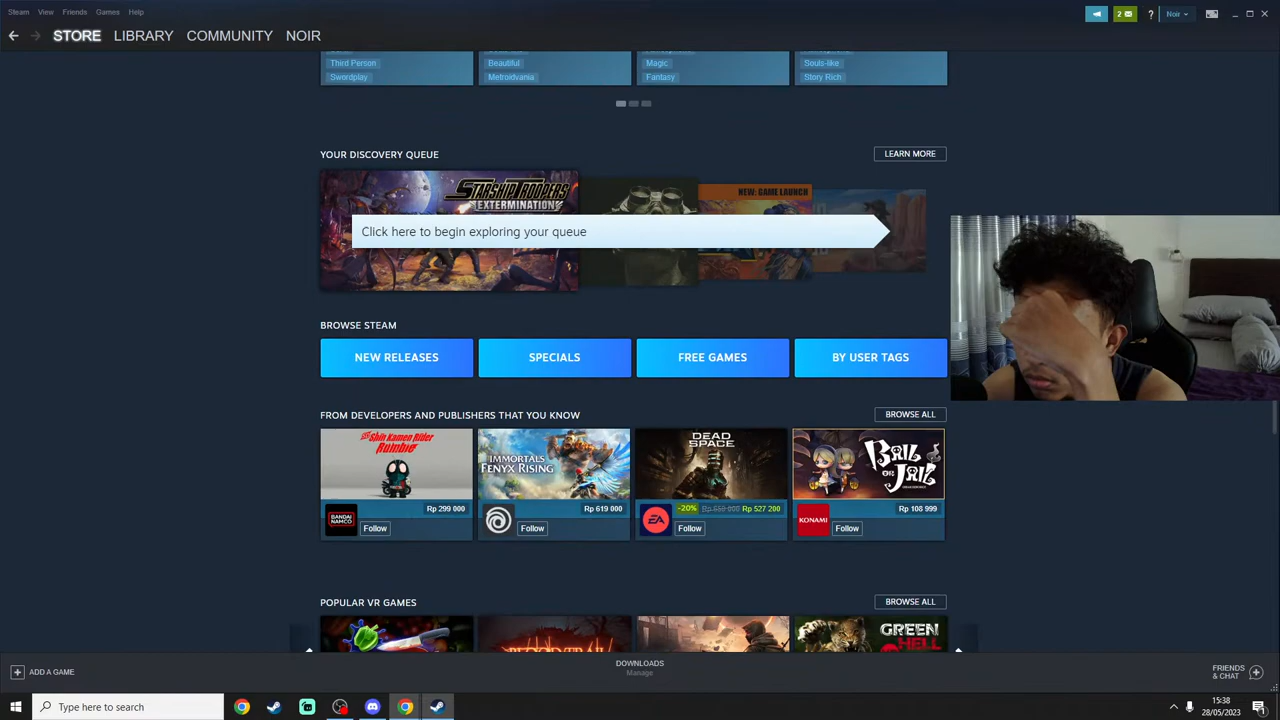 Steam View Friends Games Help
2
?
Noir
STORE LIBRARY COMMUNITY NOIR
Third Person
Swordplay
Beautiful
Metroidvania
Magic
Fantasy
Souls-like
Story Rich
YOUR DISCOVERY QUEUE
LEARN MORE
STARSHIP TROOPERS
EXTERMINATION
NEW: GAME LAUNCH
Click here to begin exploring your queue
BROWSE STEAM
NEW RELEASES
SPECIALS
FREE GAMES
BY USER TAGS
FROM DEVELOPERS AND PUBLISHERS THAT YOU KNOW
BROWSE ALL
Shin Kamen Rider
Rumble
IMMORTALS
FENYX RISING
DEAD
SPACE
BAIL
OR JAIL
Rp 299 000
Rp 619 000
-20% Rp 527 200
Rp 108 999
BANDAI
NAMCO
Follow
Follow
EA
Follow
KONAMI
Follow
POPULAR VR GAMES
BROWSE ALL
BLOOD TRAIL
GREEN
HELL
ADD A GAME
DOWNLOADS
Manage
FRIENDS
& CHAT
Type here to search
15:38
28/05/2023